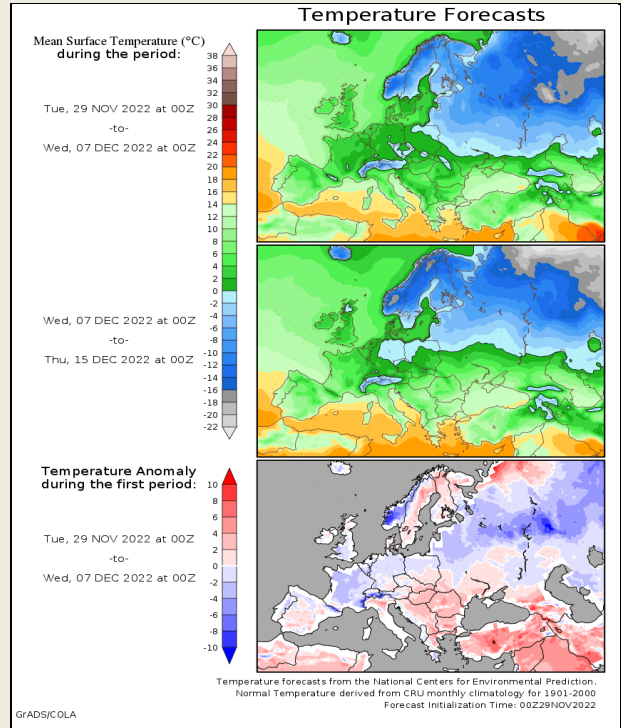 Temperature Forecasts
Mean Surface Temperature (°C)
during the period:
38
36
34
32
30
28
26
24
22
20
18
16
14
12
10
8
6
4
2
0
-2
-4
-6
-8
-10
-12
-14
-16
-18
-20
-22
Tue, 29 NOV 2022 at 00Z
-to-
Wed, 07 DEC 2022 at 00Z
Wed, 07 DEC 2022 at 00Z
-to-
Thu, 15 DEC 2022 at 00Z
Temperature Anomaly
during the first period:
10
8
6
4
2
0
-2
-4
-6
-8
-10
Tue, 29 NOV 2022 at 00Z
-to-
Wed, 07 DEC 2022 at 00Z
Temperature forecasts from the National Centers for Environmental Prediction.
Normal Temperature derived from CRU monthly climatology for 1901-2000
Forecast Initialization Time: 00Z29NOV2022
GrADS/COLA